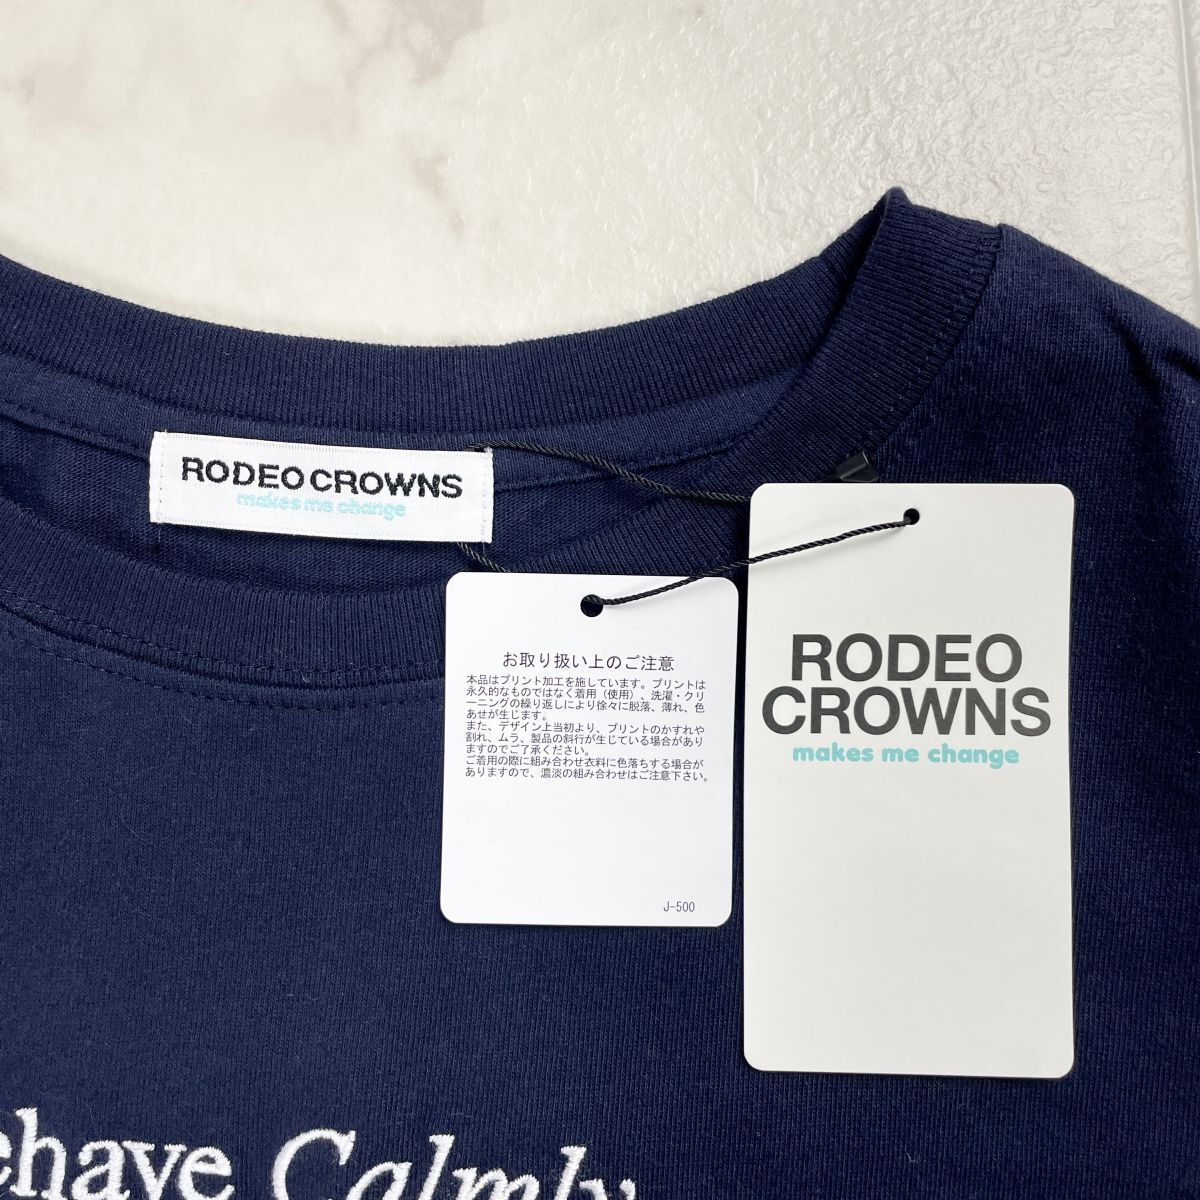 RODEO CROWNS
makes me change
お取り扱い上のご注意
本品はプリント加工を施しています。プリントは
永久的なものではなく着用（使用）、洗濯・クリ
ーニングの繰り返しにより徐々に脱落、薄れ、色
あせが生じます。
また、デザイン上当初より、プリントのかすれや
割れ、ムラ、製品の斜行が生じている場合があり
ますのでご了承ください。
ご着用の際に組み合わせ衣料に色落ちする場合が
ありますので、濃淡の組み合わせはご注意下さい。
J-500
RODEO
CROWNS
makes me change
ehave Calmly